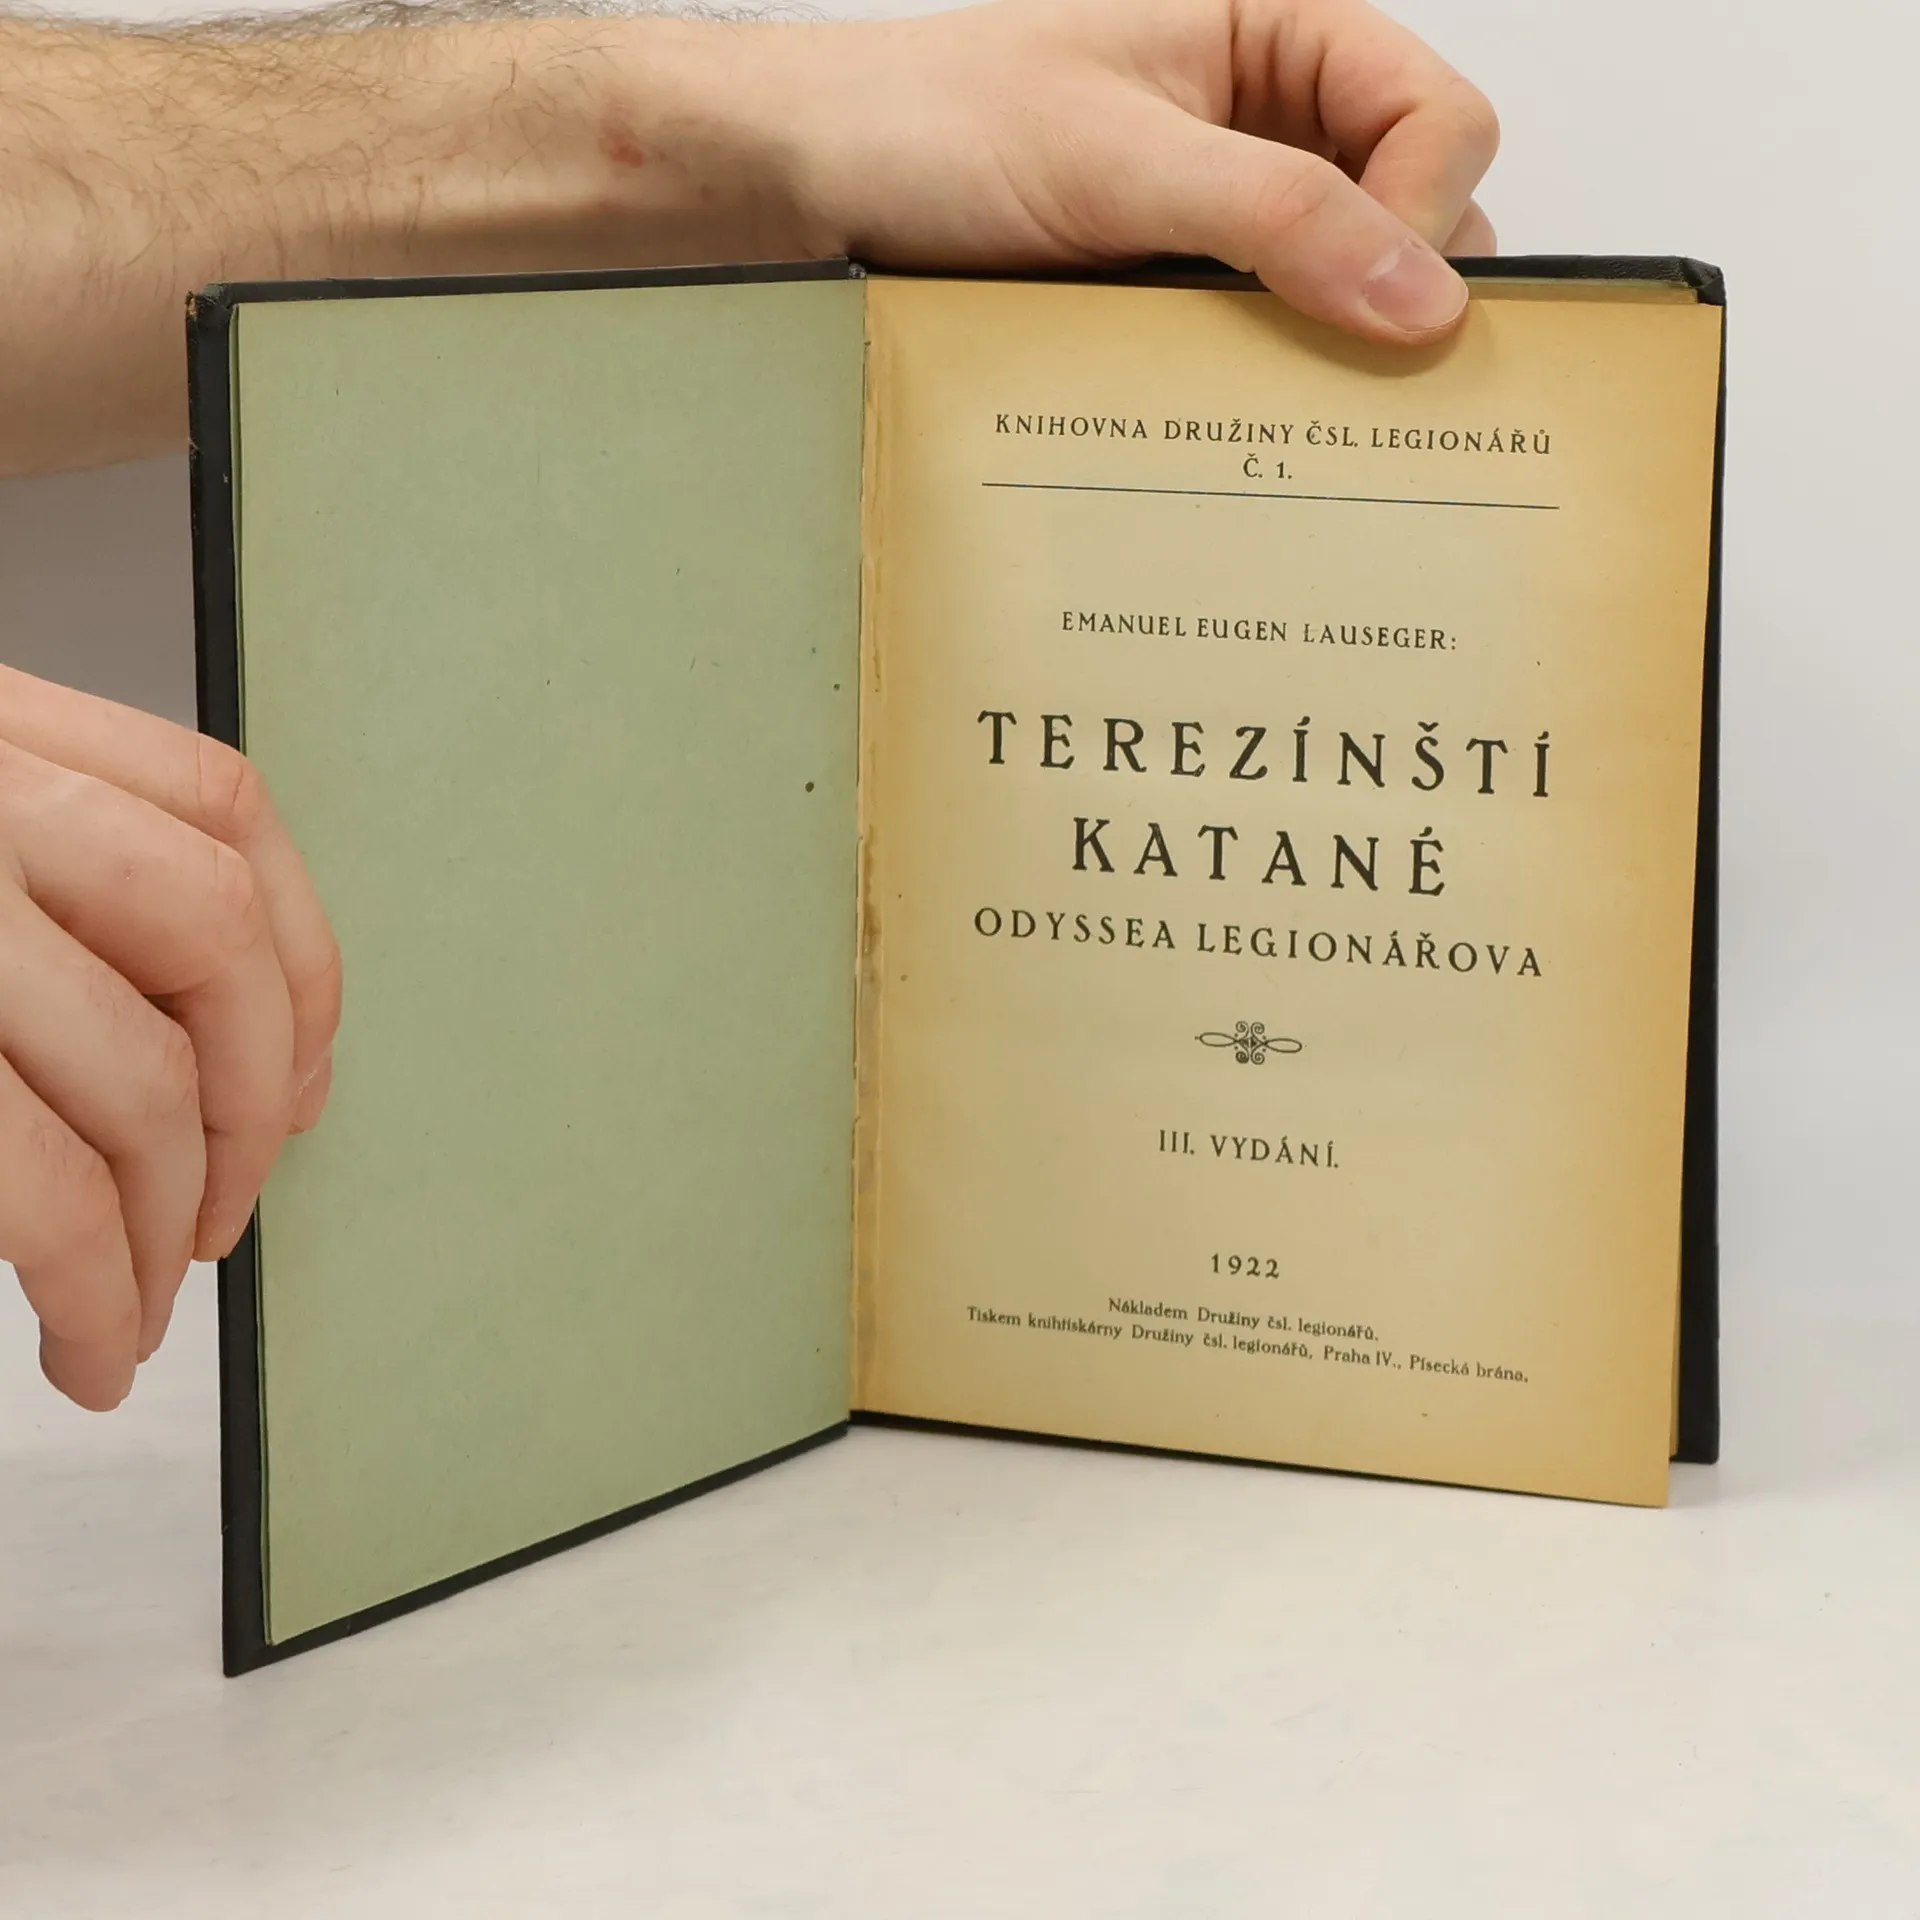 KNIHOVNA DRUŽINY ČSL. LEGIONÁŘŮ
Č. 1.
EMANUEL EUGEN LAUSEGER:
TEREZÍNŠTÍ
KATANÉ
ODYSSEA LEGIONÁŘOVA
III. VYDÁNÍ.
1922
Nákladem Družiny čsl. legionářů.
Tiskem knihtiskárny Družiny čsl. legionářů, Praha IV., Písecká brána.